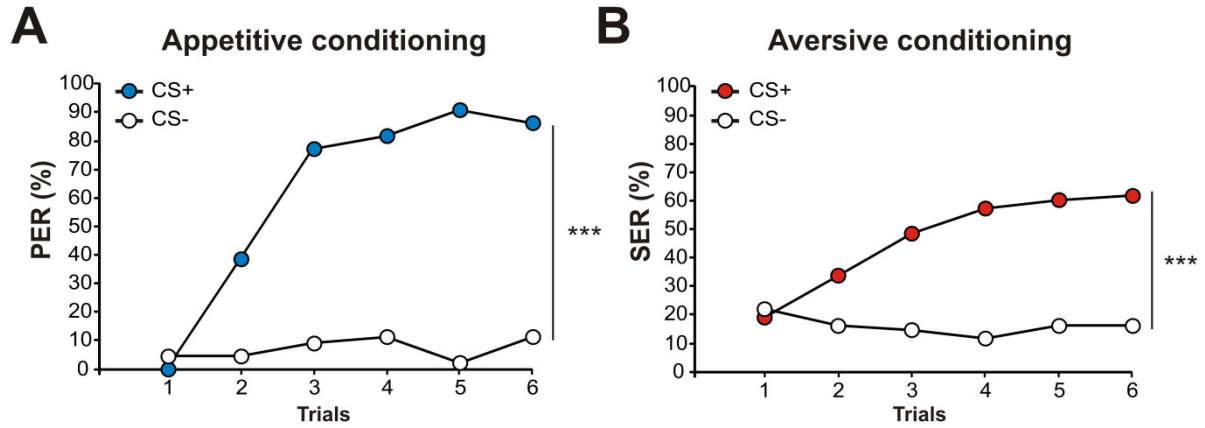 A
Appetitive conditioning
CS+
CS-
PER (%)
100
90
80
70
60
50
40
30
20
10
0
1 2 3 4 5 6
Trials
***
B
Aversive conditioning
CS+
CS-
SER (%)
100
90
80
70
60
50
40
30
20
10
0
1 2 3 4 5 6
Trials
***